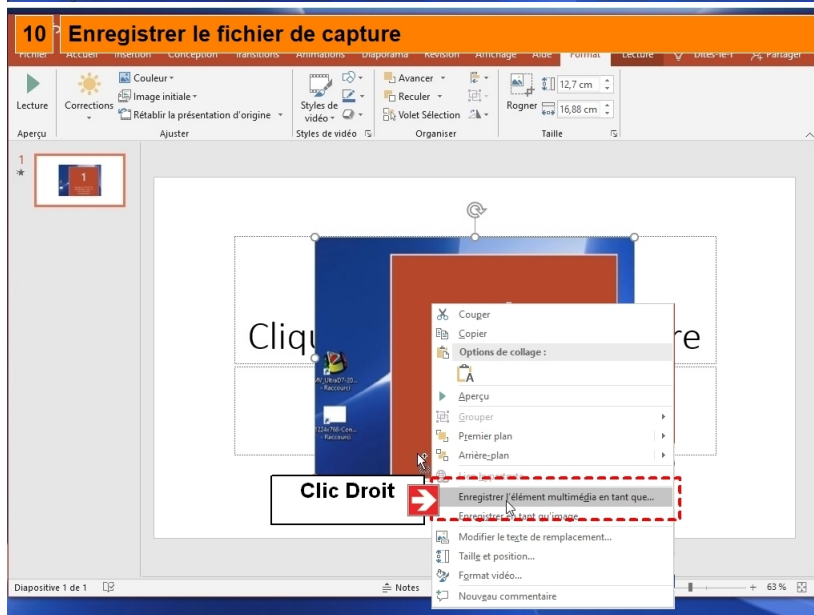 10 Enregistrer le fichier de capture
Fichier Accueil Insertion Conception Transitions Animations Diaporama Révision Affichage Aide Format Lecture Dites-le-r Partager
Lecture
Corrections
Couleur
Image initiale
Rétablir la présentation d'origine
Styles de
vidéo
Avancer
Reculer
Volet Sélection
Rogner
12,7 cm
16,88 cm
Aperçu Ajuster Styles de vidéo Organiser Taille
1
1
Cliqu
re
- Raccourci
- Raccourci
Couper
Copier
Options de collage :
Aperçu
Grouper
Premier plan
Arrière-plan
Clic Droit
Enregistrer l'élément multimédia en tant que...
Enregistrer en tant qu'image...
Modifier le texte de remplacement...
Taille et position...
Format vidéo...
Nouveau commentaire
Diapositive 1 de 1 Notes 63 %